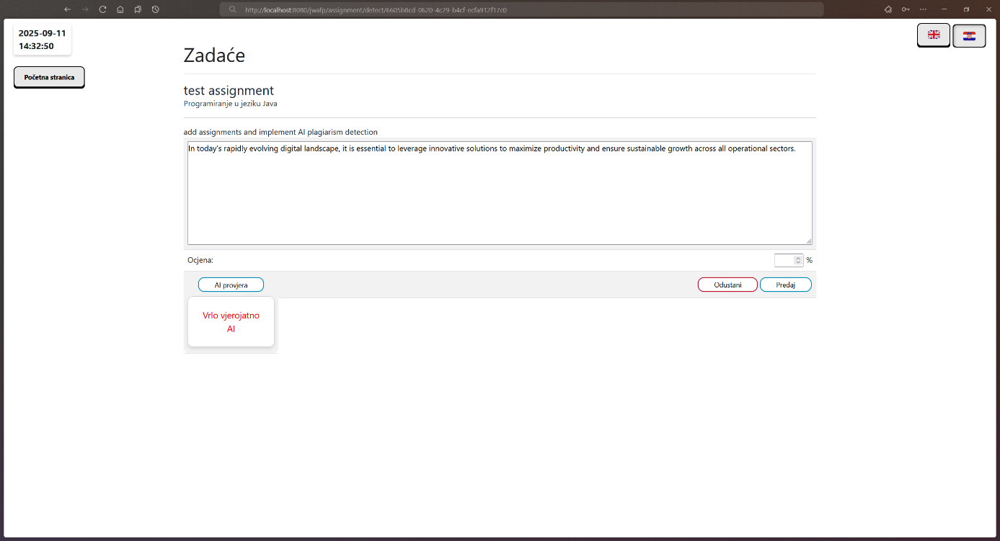 http://localhost:8080/jwafp/assignment/detect/6605b8cd-0620-4c29-b4cf-ecfa912f17c0
2025-09-11
14:32:50
Početna stranica
Zadaće
test assignment
Programiranje u jeziku Java
add assignments and implement AI plagiarism detection
In today's rapidly evolving digital landscape, it is essential to leverage innovative solutions to maximize productivity and ensure sustainable growth across all operational sectors.
Ocjena:
%
AI provjera
Odustani
Predaj
Vrlo vjerojatno
AI